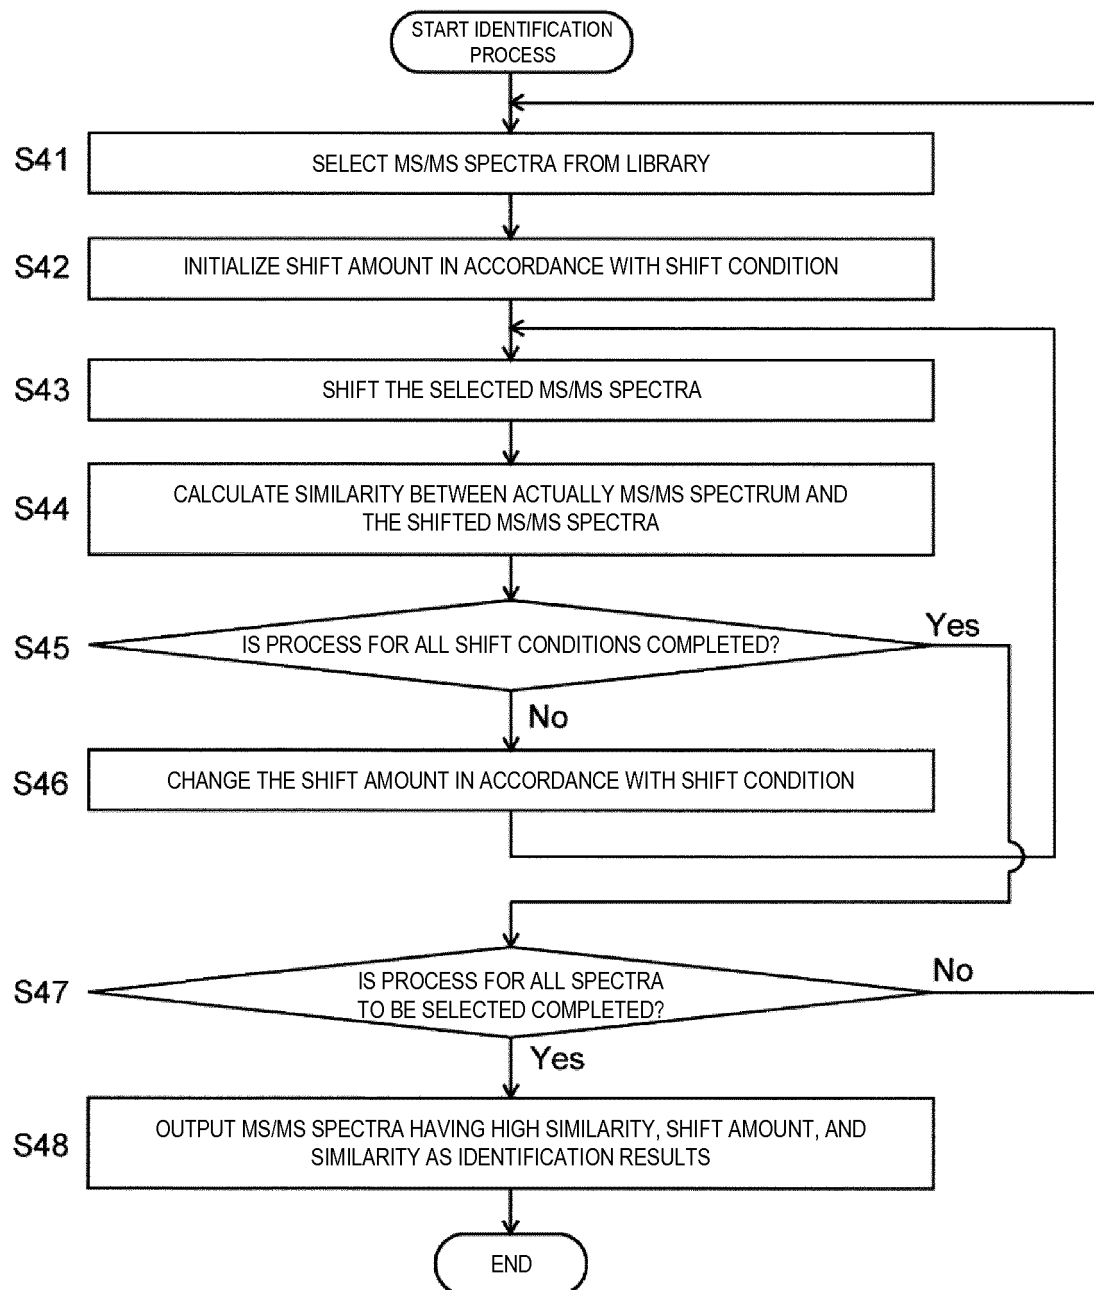 START IDENTIFICATION
PROCESS
S41
SELECT MS/MS SPECTRA FROM LIBRARY
S42
INITIALIZE SHIFT AMOUNT IN ACCORDANCE WITH SHIFT CONDITION
S43
SHIFT THE SELECTED MS/MS SPECTRA
S44
CALCULATE SIMILARITY BETWEEN ACTUALLY MS/MS SPECTRUM AND
THE SHIFTED MS/MS SPECTRA
S45
IS PROCESS FOR ALL SHIFT CONDITIONS COMPLETED?
Yes
No
S46
CHANGE THE SHIFT AMOUNT IN ACCORDANCE WITH SHIFT CONDITION
S47
IS PROCESS FOR ALL SPECTRA
TO BE SELECTED COMPLETED?
No
Yes
S48
OUTPUT MS/MS SPECTRA HAVING HIGH SIMILARITY, SHIFT AMOUNT, AND
SIMILARITY AS IDENTIFICATION RESULTS
END